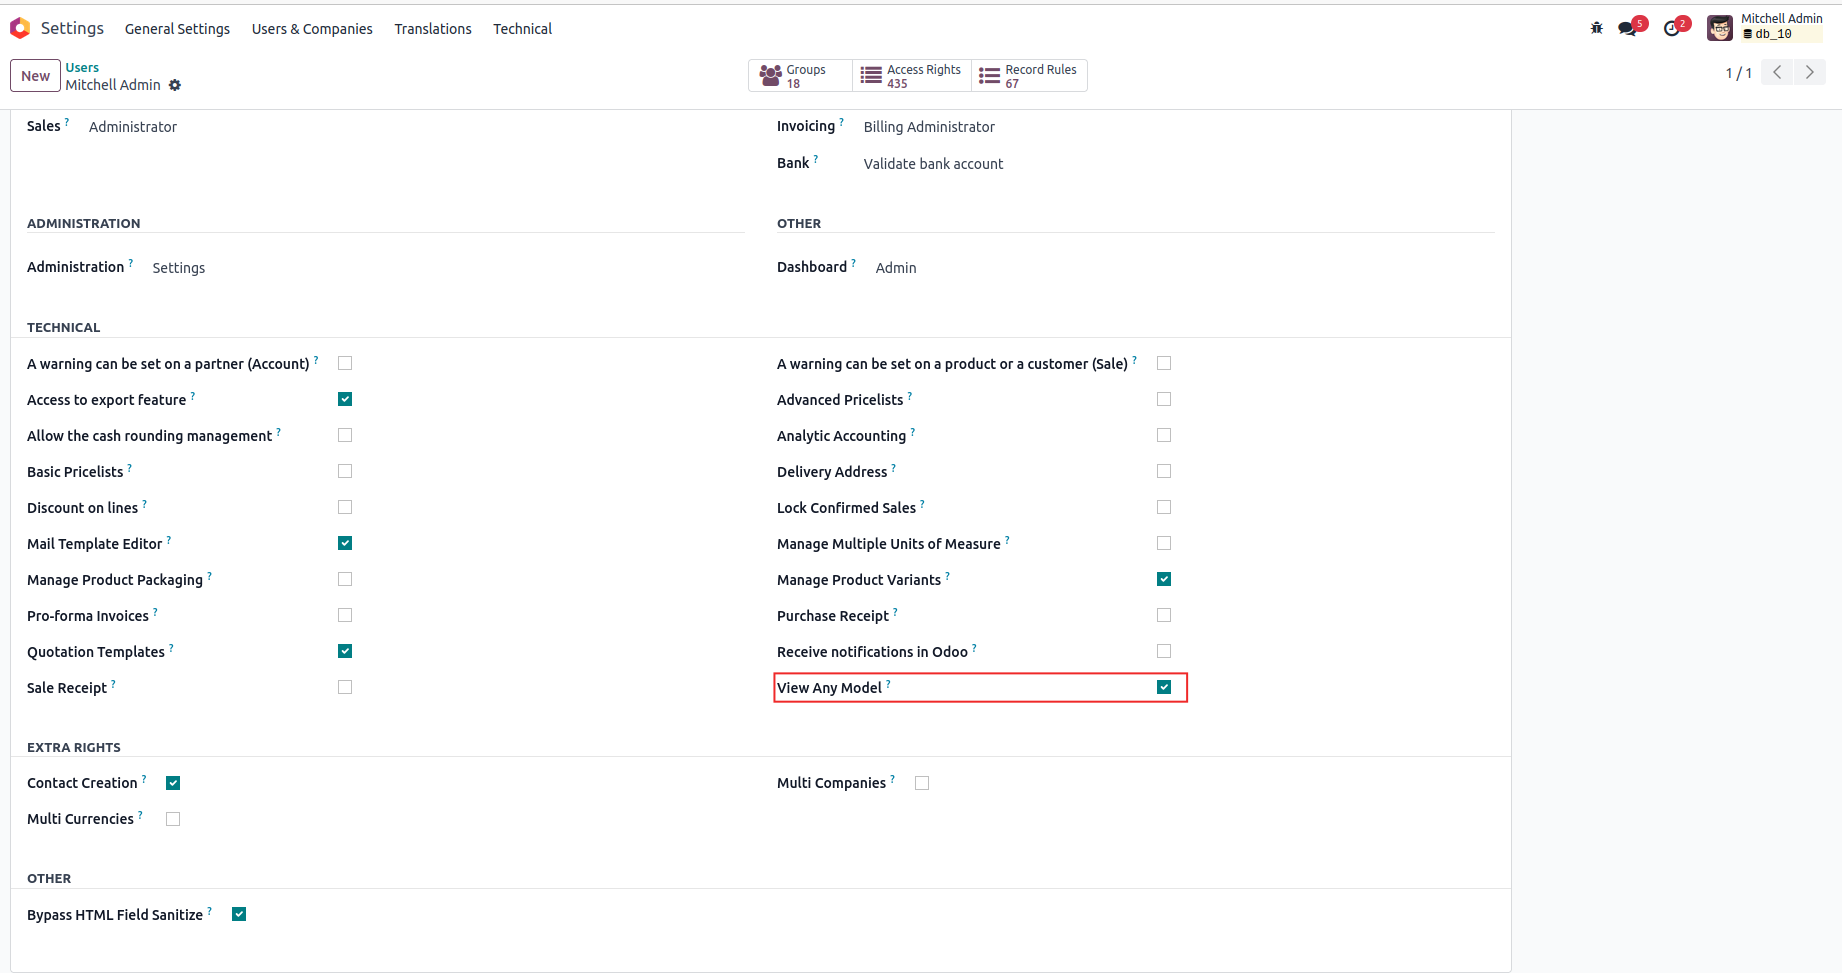 Settings General Settings Users & Companies Translations Technical 5 2 Mitchell Admin
db_10
New Users
Mitchell Admin
Groups 18 Access Rights 435 Record Rules 67 1 / 1
Sales ? Administrator Invoicing ? Billing Administrator
Bank ? Validate bank account
ADMINISTRATION OTHER
Administration ? Settings Dashboard ? Admin
TECHNICAL
A warning can be set on a partner (Account) ? A warning can be set on a product or a customer (Sale) ?
Access to export feature ? Advanced Pricelists ?
Allow the cash rounding management ? Analytic Accounting ?
Basic Pricelists ? Delivery Address ?
Discount on lines ? Lock Confirmed Sales ?
Mail Template Editor ? Manage Multiple Units of Measure ?
Manage Product Packaging ? Manage Product Variants ?
Pro-forma Invoices ? Purchase Receipt ?
Quotation Templates ? Receive notifications in Odoo ?
Sale Receipt ? View Any Model ?
EXTRA RIGHTS
Contact Creation ? Multi Companies ?
Multi Currencies ?
OTHER
Bypass HTML Field Sanitize ?